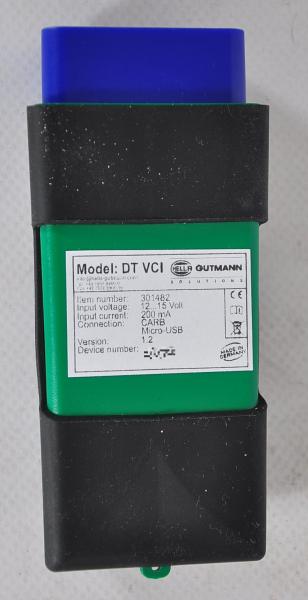 Model: DT VCI
HELLA GUTMANN
SOLUTIONS
Item number: 301482
Input voltage: 12...15 Volt
Input current: 200 mA
Connection: CARB
Micro-USB
Version: 1.2
Device number:
CE
MADE IN GERMANY